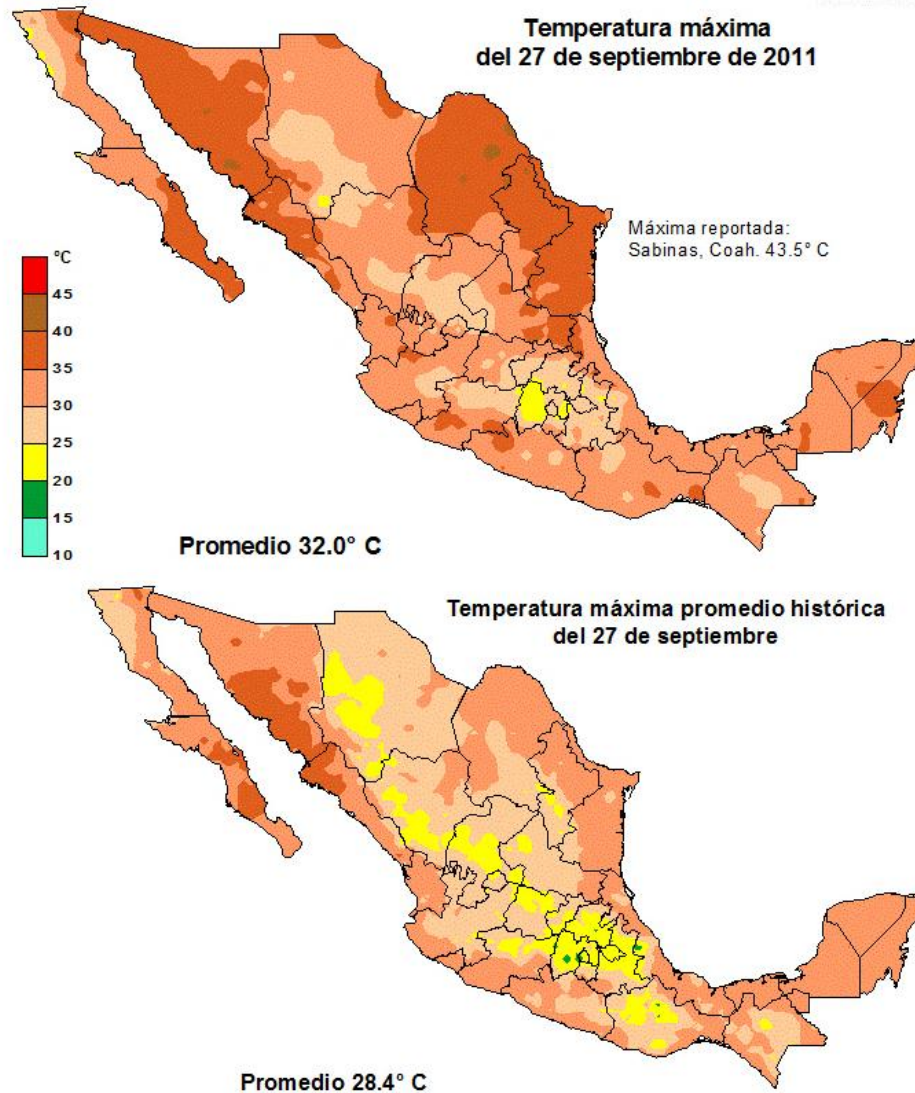 Temperatura máxima
del 27 de septiembre de 2011
Máxima reportada:
Sabinas, Coah. 43.5° C
°C
45
40
35
30
25
20
15
10
Promedio 32.0° C
Temperatura máxima promedio histórica
del 27 de septiembre
Promedio 28.4° C